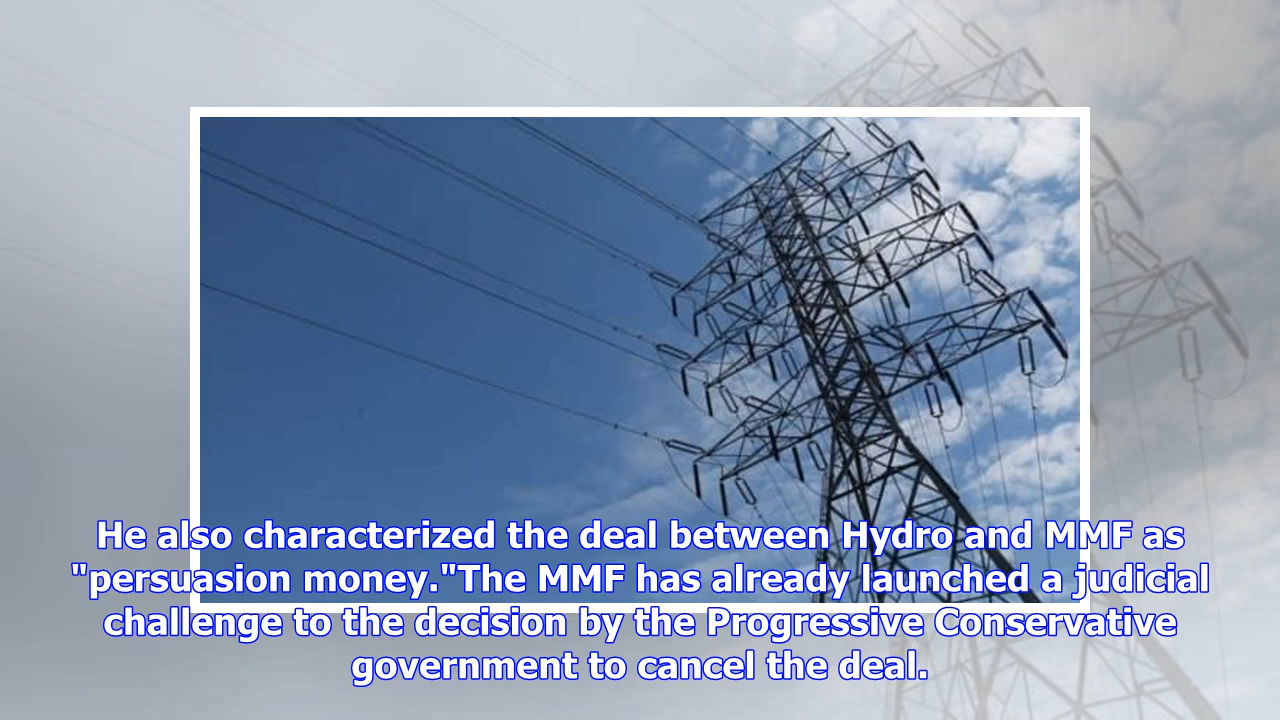 He also characterized the deal between Hydro and MMF as
"persuasion money."The MMF has already launched a judicial
challenge to the decision by the Progressive Conservative
government to cancel the deal.